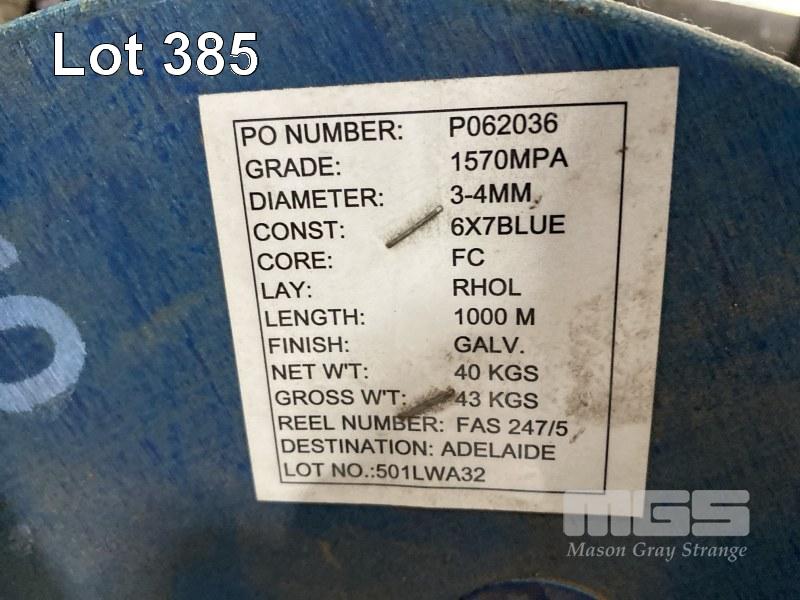 Lot 385
PO NUMBER: P062036
GRADE: 1570MPA
DIAMETER: 3-4MM
CONST: 6X7BLUE
CORE: FC
LAY: RHOL
LENGTH: 1000 M
FINISH: GALV.
NET W'T: 40 KGS
GROSS W'T: 43 KGS
REEL NUMBER: FAS 247/5
DESTINATION: ADELAIDE
LOT NO.:501LWA32
MGS
Mason Gray Strange